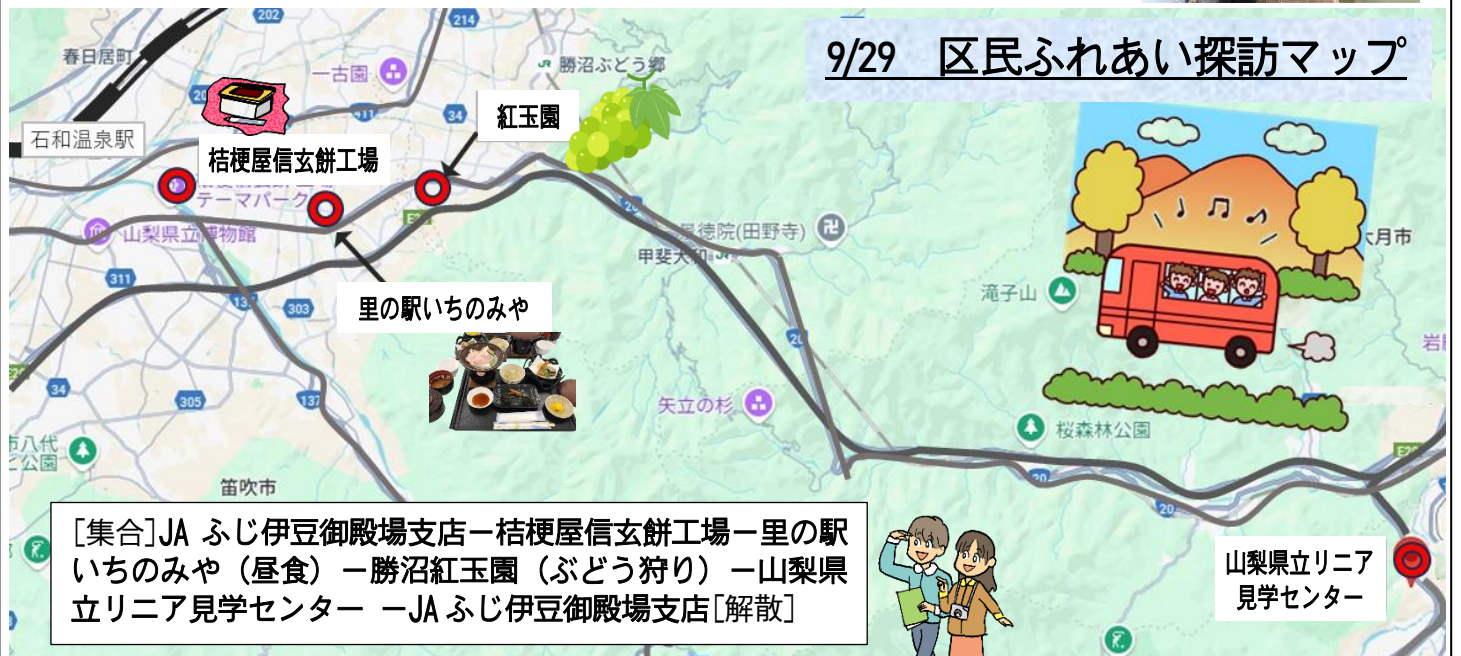 9/29 区民ふれあい探訪マップ
202
214
春日居町
一古園
JR 勝沼ぶどう郷
20
411
34
紅玉園
石和温泉駅
桔梗屋信玄餅工場
テーマパーク
山梨県立博物館
景徳院(田野寺)
20
甲斐大和
大月市
311
137
303
里の駅いちのみや
滝子山
20
34
305
137
矢立の杉
桜森林公園
笛吹市
20
20
[集合]JA ふじ伊豆御殿場支店ー桔梗屋信玄餅工場ー里の駅
いちのみや（昼食）ー勝沼紅玉園（ぶどう狩り）ー山梨県
立リニア見学センター ーJA ふじ伊豆御殿場支店[解散]
山梨県立リニア
見学センター